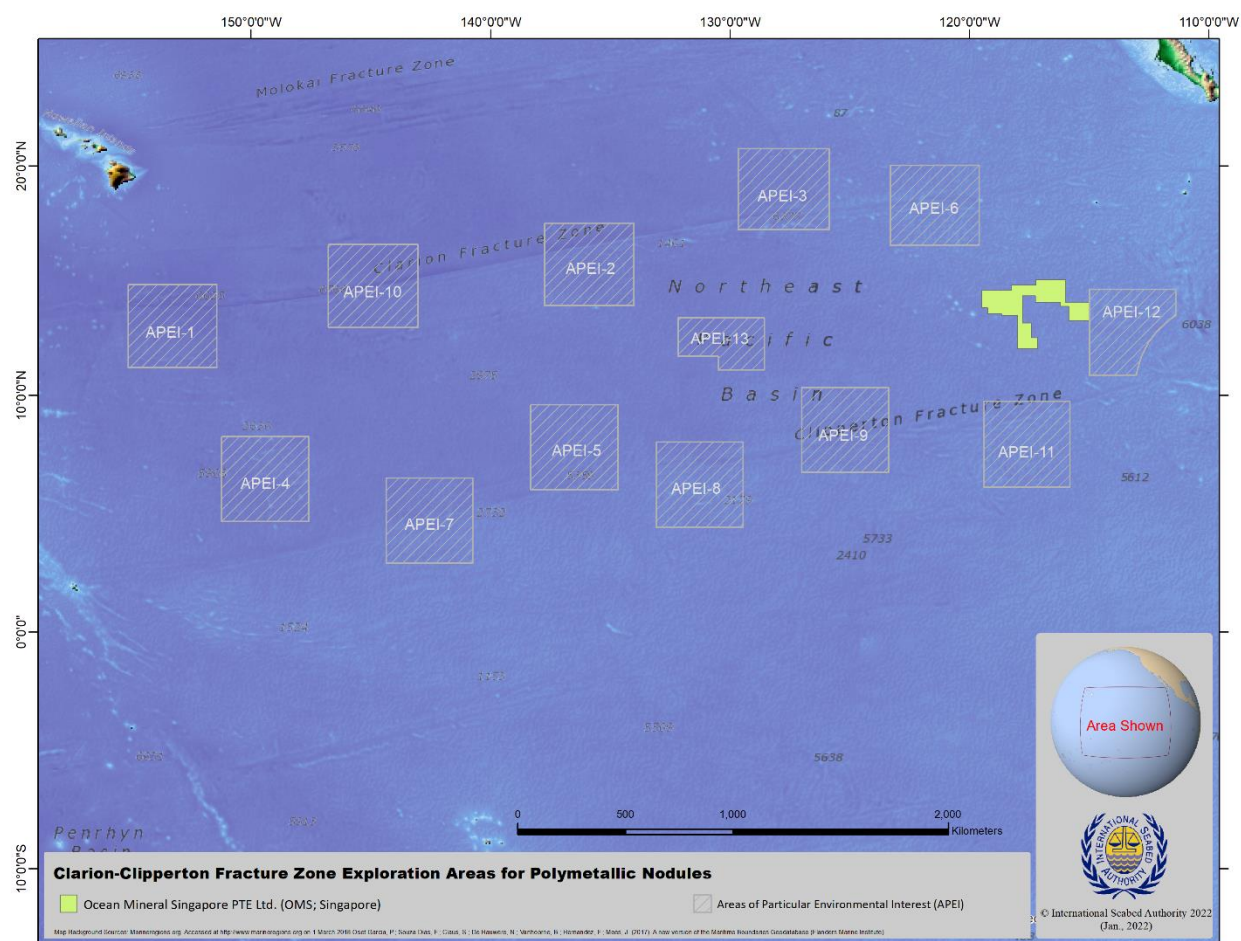 150°0'0"W 140°0'0"W 130°0'0"W 120°0'0"W 110°0'0"W
Molokai Fracture Zone
Hawaiian Islands
20°0'0"N
10°0'0"N
0°0'0"
10°0'0"S
APEI-3
APEI-6
Clarion Fracture Zone
APEI-2
APEI-10
Northeast
Pacific
Basin
APEI-1
APEI-13
APEI-12
6038
Clipperton Fracture Zone
APEI-9
APEI-5
APEI-11
APEI-4
APEI-8
5612
APEI-7
5733
2410
5638
Area Shown
0 500 1,000 2,000
Kilometers
Penrhyn
Basin
INTERNATIONAL SEABED AUTHORITY
Clarion-Clipperton Fracture Zone Exploration Areas for Polymetallic Nodules
Ocean Mineral Singapore PTE Ltd. (OMS; Singapore)
Areas of Particular Environmental Interest (APEI)
© International Seabed Authority 2022
(Jan., 2022)